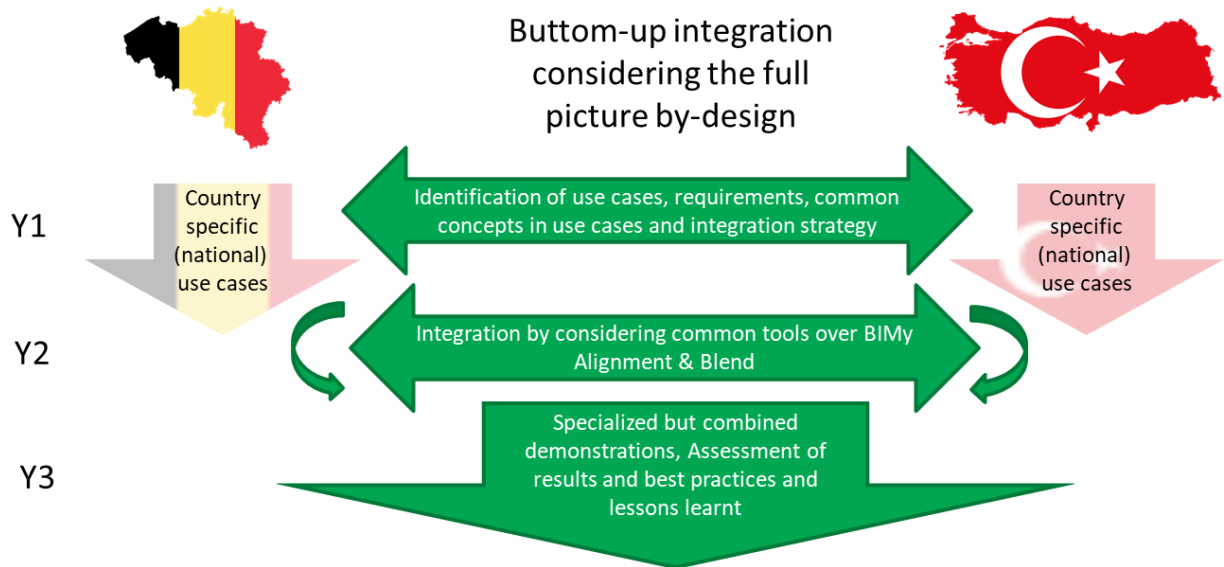 Buttom-up integration
considering the full
picture by-design
Y1
Country
specific
(national)
use cases
Identification of use cases, requirements, common
concepts in use cases and integration strategy
Country
specific
(national)
use cases
Y2
Integration by considering common tools over BIMy
Alignment & Blend
Y3
Specialized but combined
demonstrations, Assessment of
results and best practices and
lessons learnt